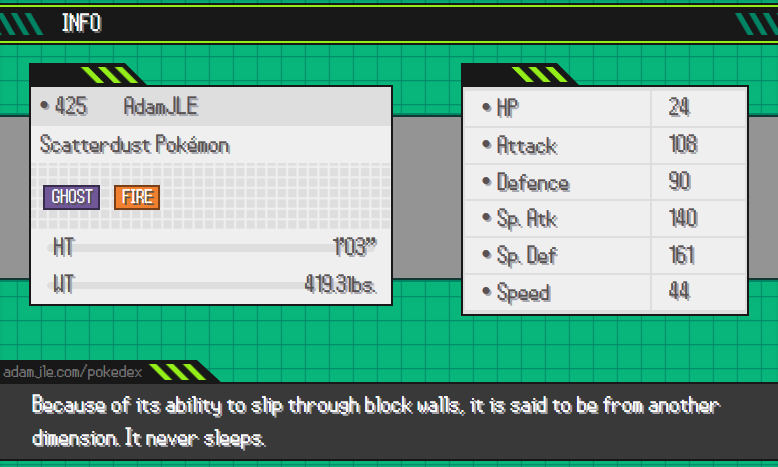 INFO
• 425 AdamJLE
Scatterdust Pokémon
GHOST FIRE
HT 1'03"
WT 419.3lbs.
• HP 24
• Attack 108
• Defence 90
• Sp. Atk 140
• Sp. Def 161
• Speed 44
adam.jle.com/pokedex
Because of its ability to slip through block walls, it is said to be from another
dimension. It never sleeps.